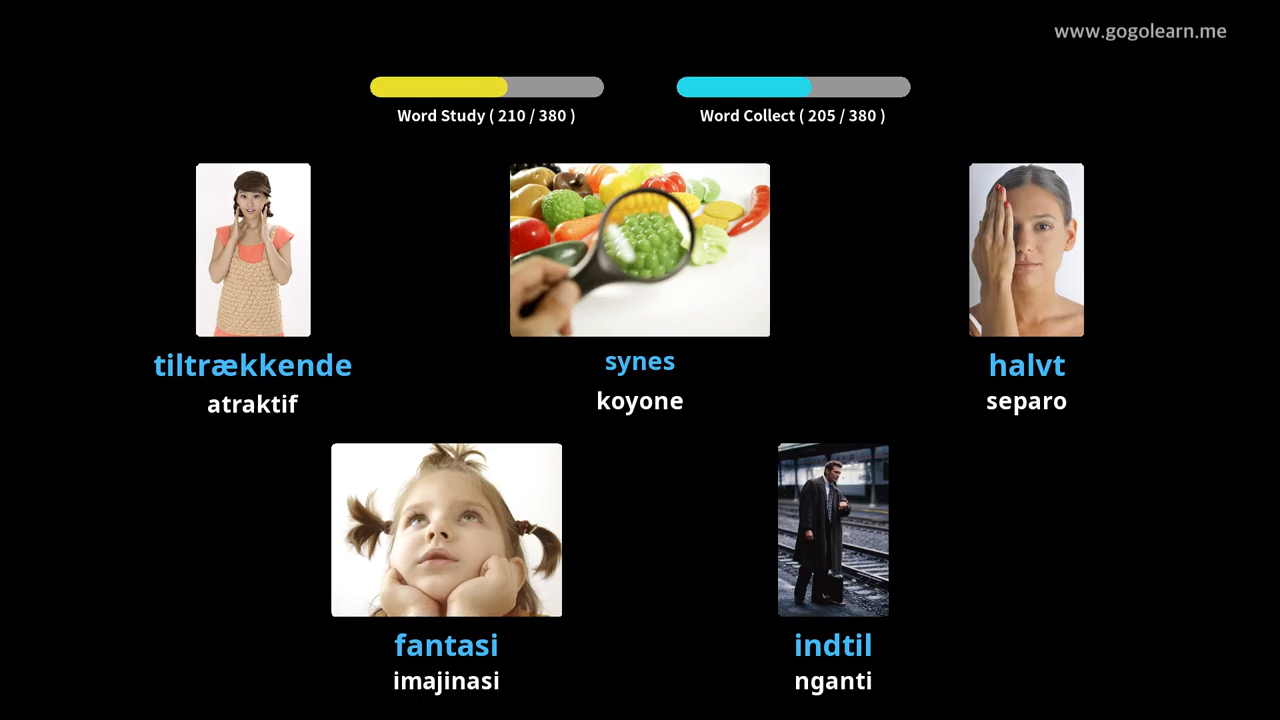 www.gogolearn.me
Word Study ( 210 / 380 )
Word Collect ( 205 / 380 )
tiltrækkende
atraktif
synes
koyone
halvt
separo
fantasi
imajinasi
indtil
nganti